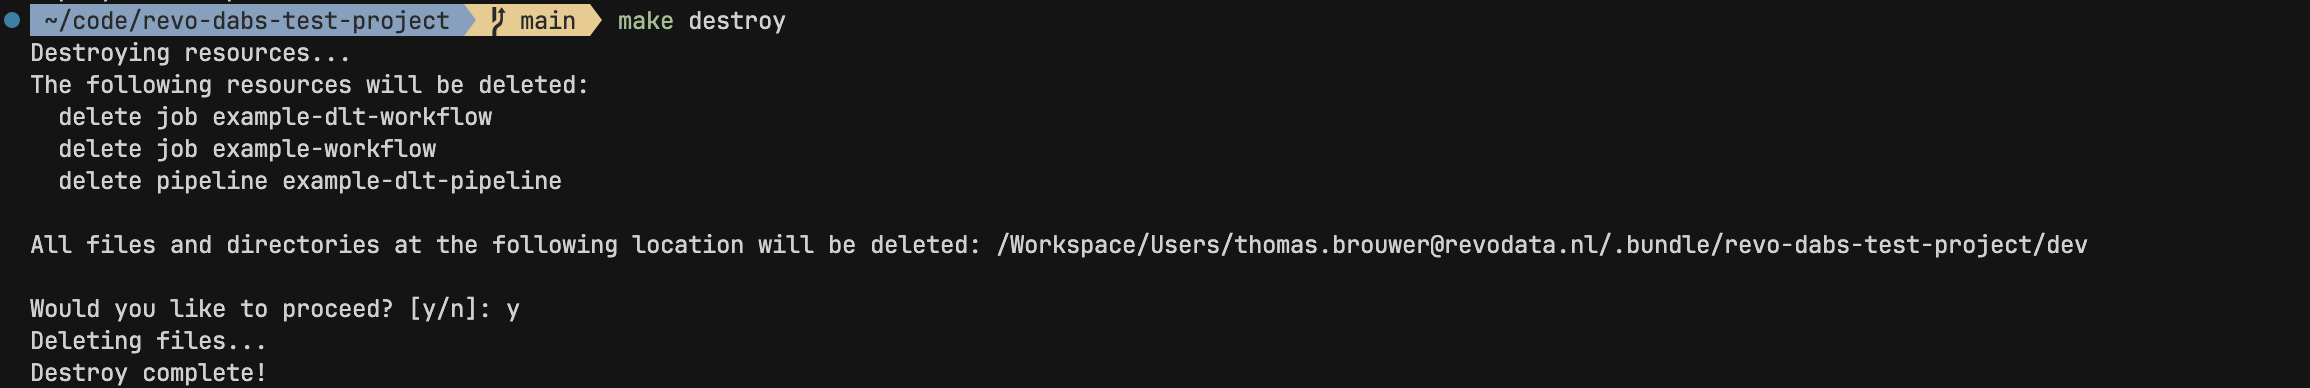 ~/code/revo-dabs-test-project main make destroy
Destroying resources...
The following resources will be deleted:
delete job example-dlt-workflow
delete job example-workflow
delete pipeline example-dlt-pipeline
All files and directories at the following location will be deleted: /Workspace/Users/thomas.brouwer@revodata.nl/.bundle/revo-dabs-test-project/dev
Would you like to proceed? [y/n]: y
Deleting files...
Destroy complete!